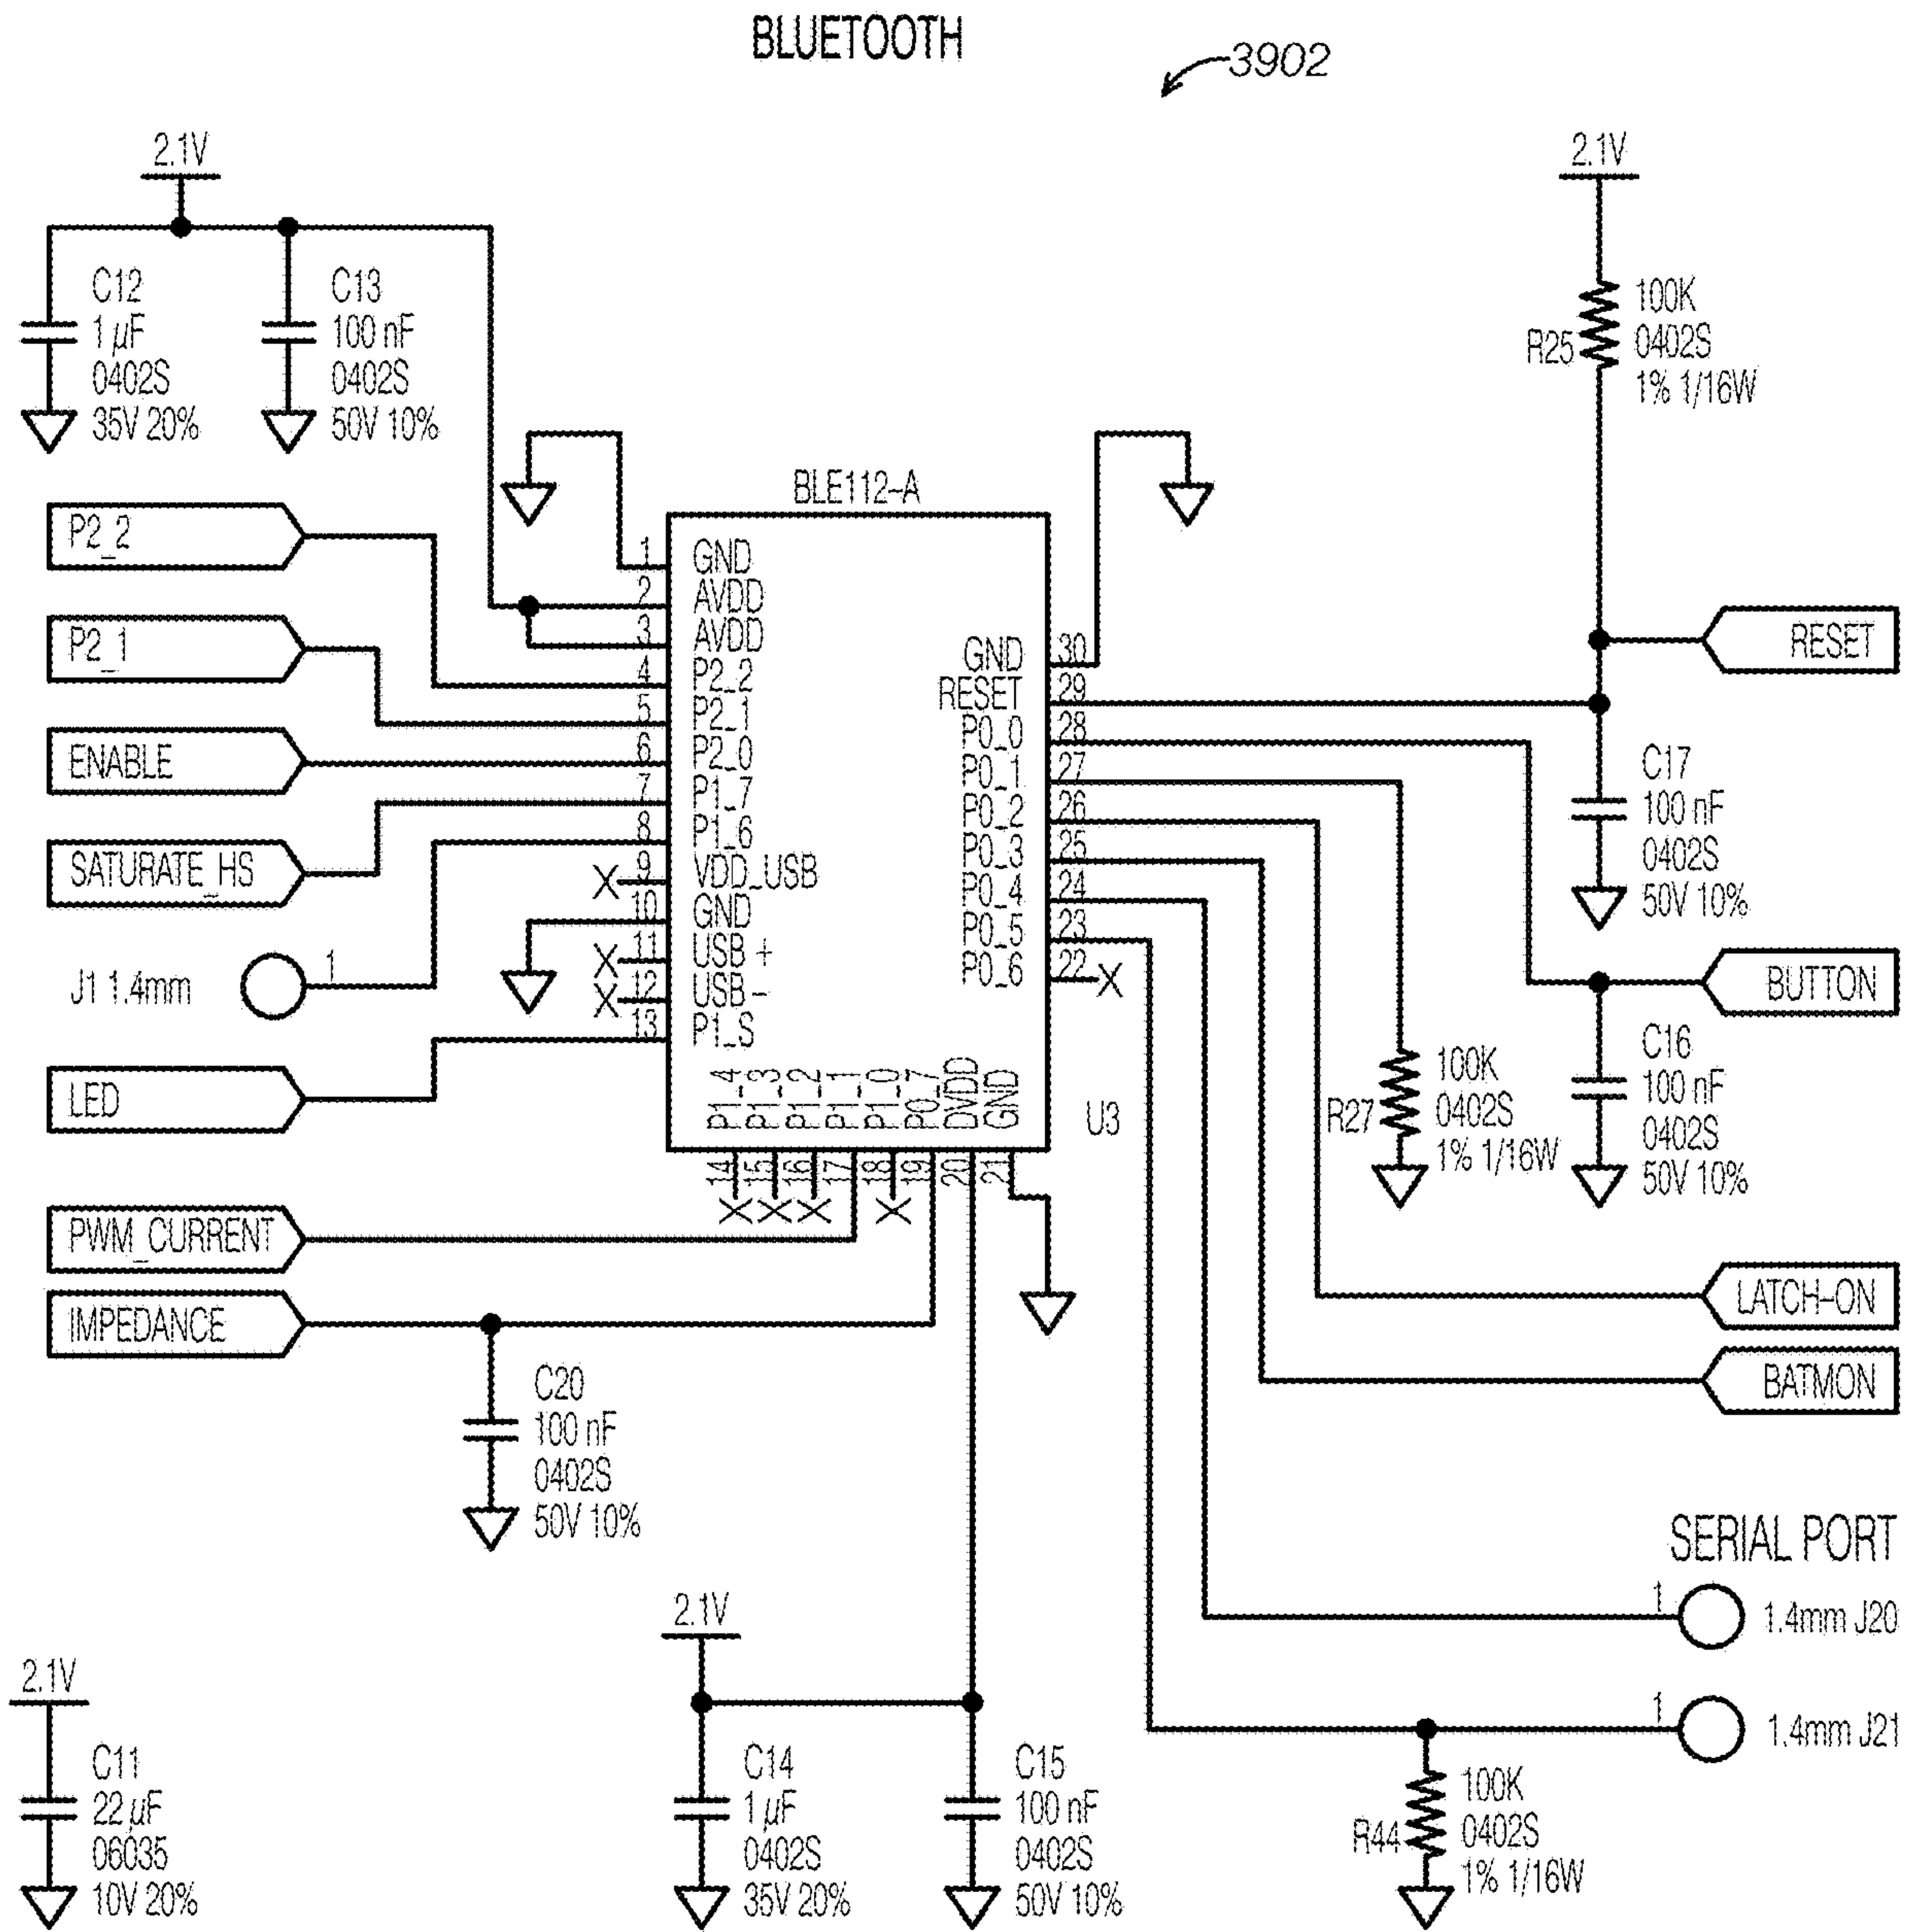 BLUETOOTH
3902
2.1V
C12
1 µF
0402S
35V 20%
C13
100 nF
0402S
50V 10%
2.1V
R25
100K
0402S
1% 1/16W
P2_2
P2_1
ENABLE
SATURATE_HS
J1 1.4mm
1
LED
PWM_CURRENT
IMPEDANCE
BLE112-A
1 GND
2 AVDD
3 AVDD
4 P2_2
5 P2_1
6 P2_0
7 P1_7
8 P1_6
9 VDD_USB
10 GND
11 USB +
12 USB -
13 P1_S
14 P1_4
15 P1_3
16 P1_2
17 P1_1
18 P1_0
19 P0_7
20 DVDD
21 GND
GND 30
RESET 29
P0_0 28
P0_1 27
P0_2 26
P0_3 25
P0_4 24
P0_5 23
P0_6 22
U3
RESET
C17
100 nF
0402S
50V 10%
BUTTON
C16
100 nF
0402S
50V 10%
R27
100K
0402S
1% 1/16W
LATCH-ON
BATMON
C20
100 nF
0402S
50V 10%
SERIAL PORT
1
1.4mm J20
1
1.4mm J21
R44
100K
0402S
1% 1/16W
2.1V
C14
1 µF
0402S
35V 20%
C15
100 nF
0402S
50V 10%
2.1V
C11
22 µF
06035
10V 20%